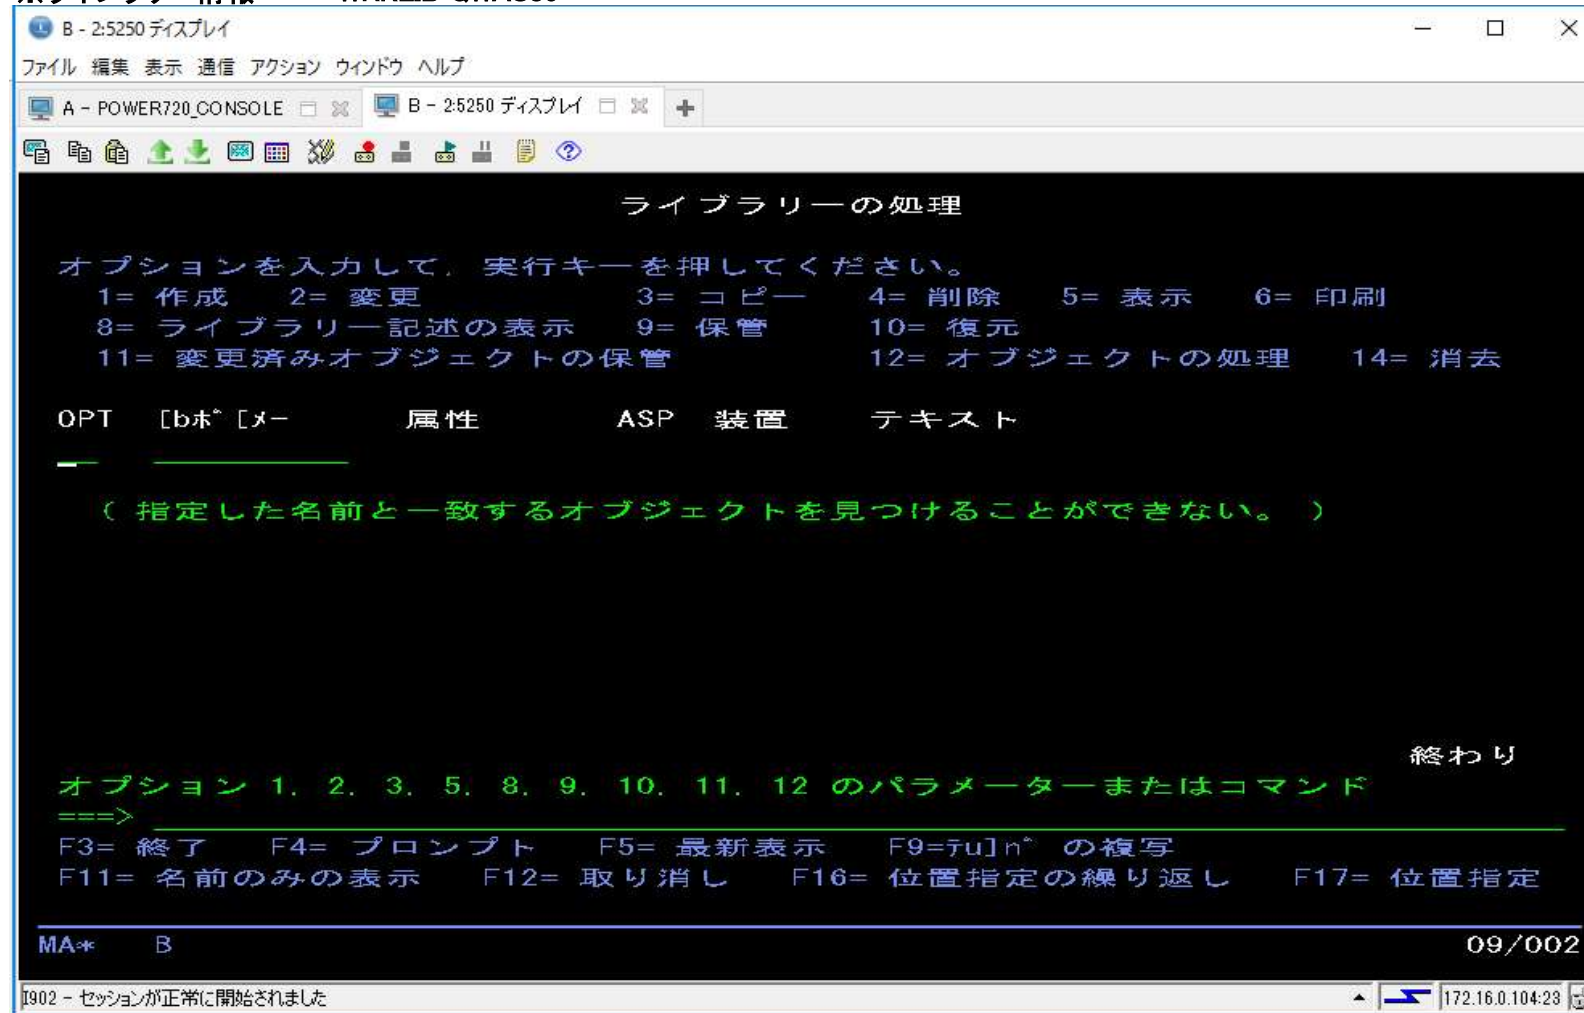 B - 2:5250 ディスプレイ
ファイル 編集 表示 通信 アクション ウィンドウ ヘルプ
A - POWER720_CONSOLE B - 2:5250 ディスプレイ
ライブラリーの処理
オプションを入力して, 実行キーを押してください。
1= 作成 2= 変更 3= コピー 4= 削除 5= 表示 6= 印刷
8= ライブラリー記述の表示 9= 保管 10= 復元
11= 変更済みオブジェクトの保管 12= オブジェクトの処理 14= 消去
OPT [bホ゛[メー 属性 ASP 装置 テキスト
( 指定した名前と一致するオブジェクトを見つけることができない。 )
終わり
オプション 1, 2, 3, 5, 8, 9, 10, 11, 12 のパラメーターまたはコマンド
===>
F3= 終了 F4= プロンプト F5= 最新表示 F9=テu]n゛ の複写
F11= 名前のみの表示 F12= 取り消し F16= 位置指定の繰り返し F17= 位置指定
MA* B 09/002
I902 - セッションが正常に開始されました 172.16.0.104:23